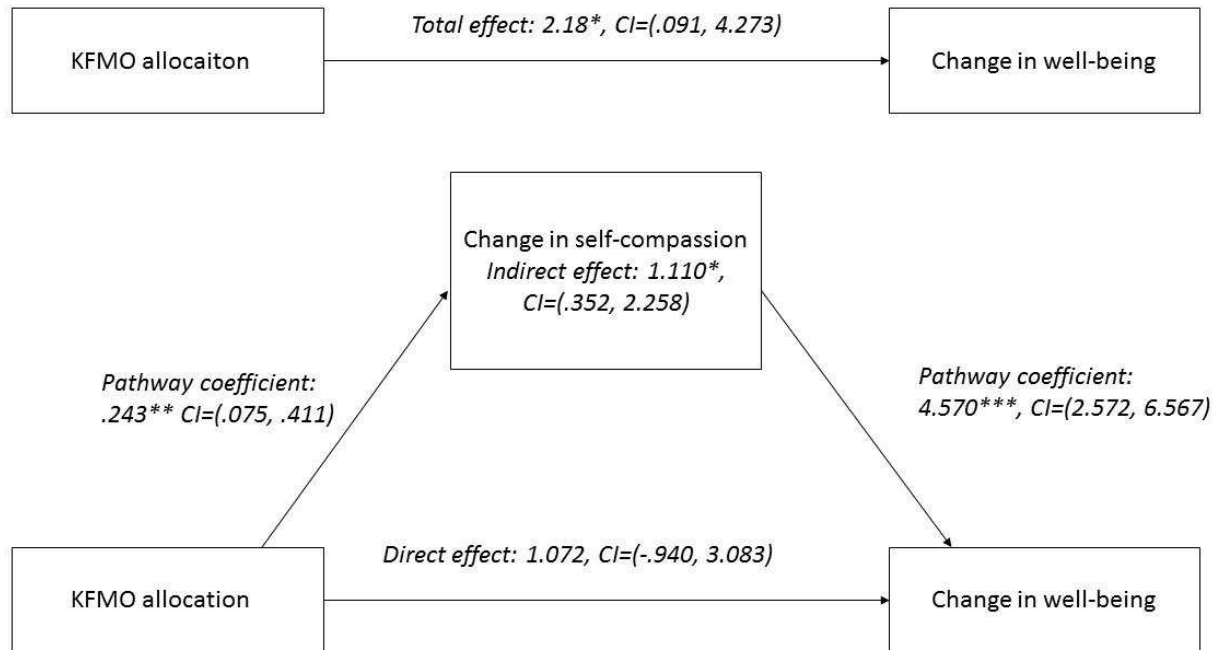 Total effect: 2.18*, CI=(.091, 4.273)
KFMO allocaiton
Change in well-being
Change in self-compassion
Indirect effect: 1.110*,
CI=(.352, 2.258)
Pathway coefficient:
.243** CI=(.075, .411)
Pathway coefficient:
4.570***, CI=(2.572, 6.567)
Direct effect: 1.072, CI=(-.940, 3.083)
KFMO allocation
Change in well-being